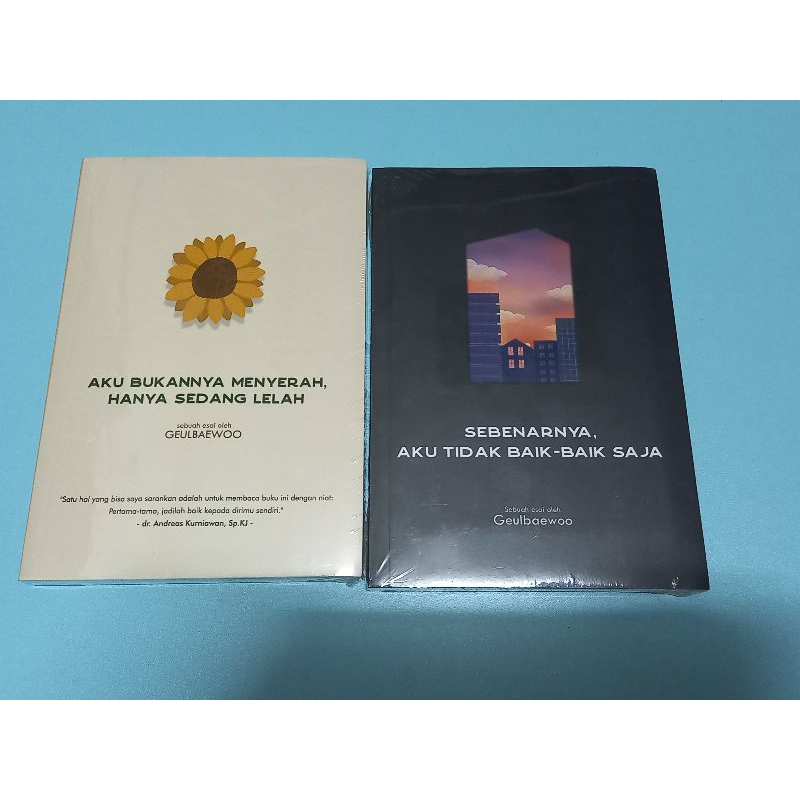 AKU BUKANNYA MENYERAH,
HANYA SEDANG LELAH
sebuah esai oleh
GEULBAEWOO
"Satu hal yang bisa saya sarankan adalah untuk membaca buku ini dengan niat:
Pertama-tama, jadilah baik kepada dirimu sendiri."
- dr. Andreas Kurniawan, Sp.KJ -
SEBENARNYA,
AKU TIDAK BAIK-BAIK SAJA
Sebuah esai oleh
Geulbaewoo